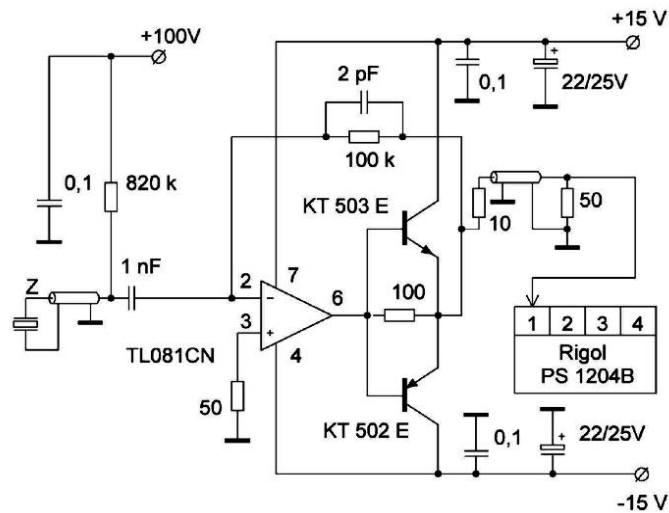 +100V
+15 V
2 pF
0,1
22/25V
100 k
0,1
820 k
10
50
KT 503 E
1 nF
Z
2
7
6
100
3
4
TL081CN
50
KT 502 E
1 2 3 4
Rigol
PS 1204B
0,1
22/25V
-15 V
+
+
-
+